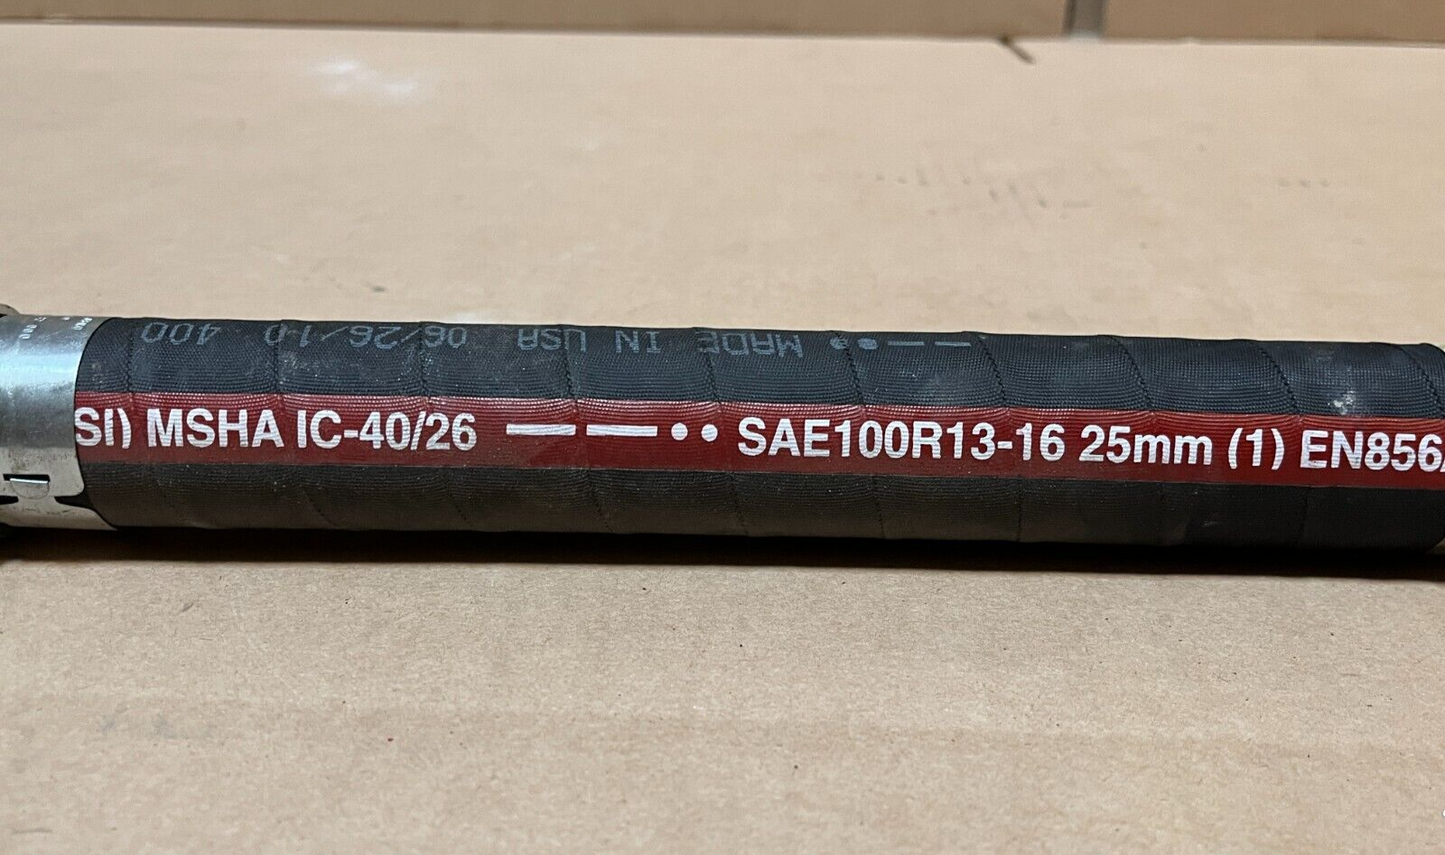 MADE IN USA 06/26/10 400
SI) MSHA IC-40/26 — — •• SAE100R13-16 25mm (1) EN856